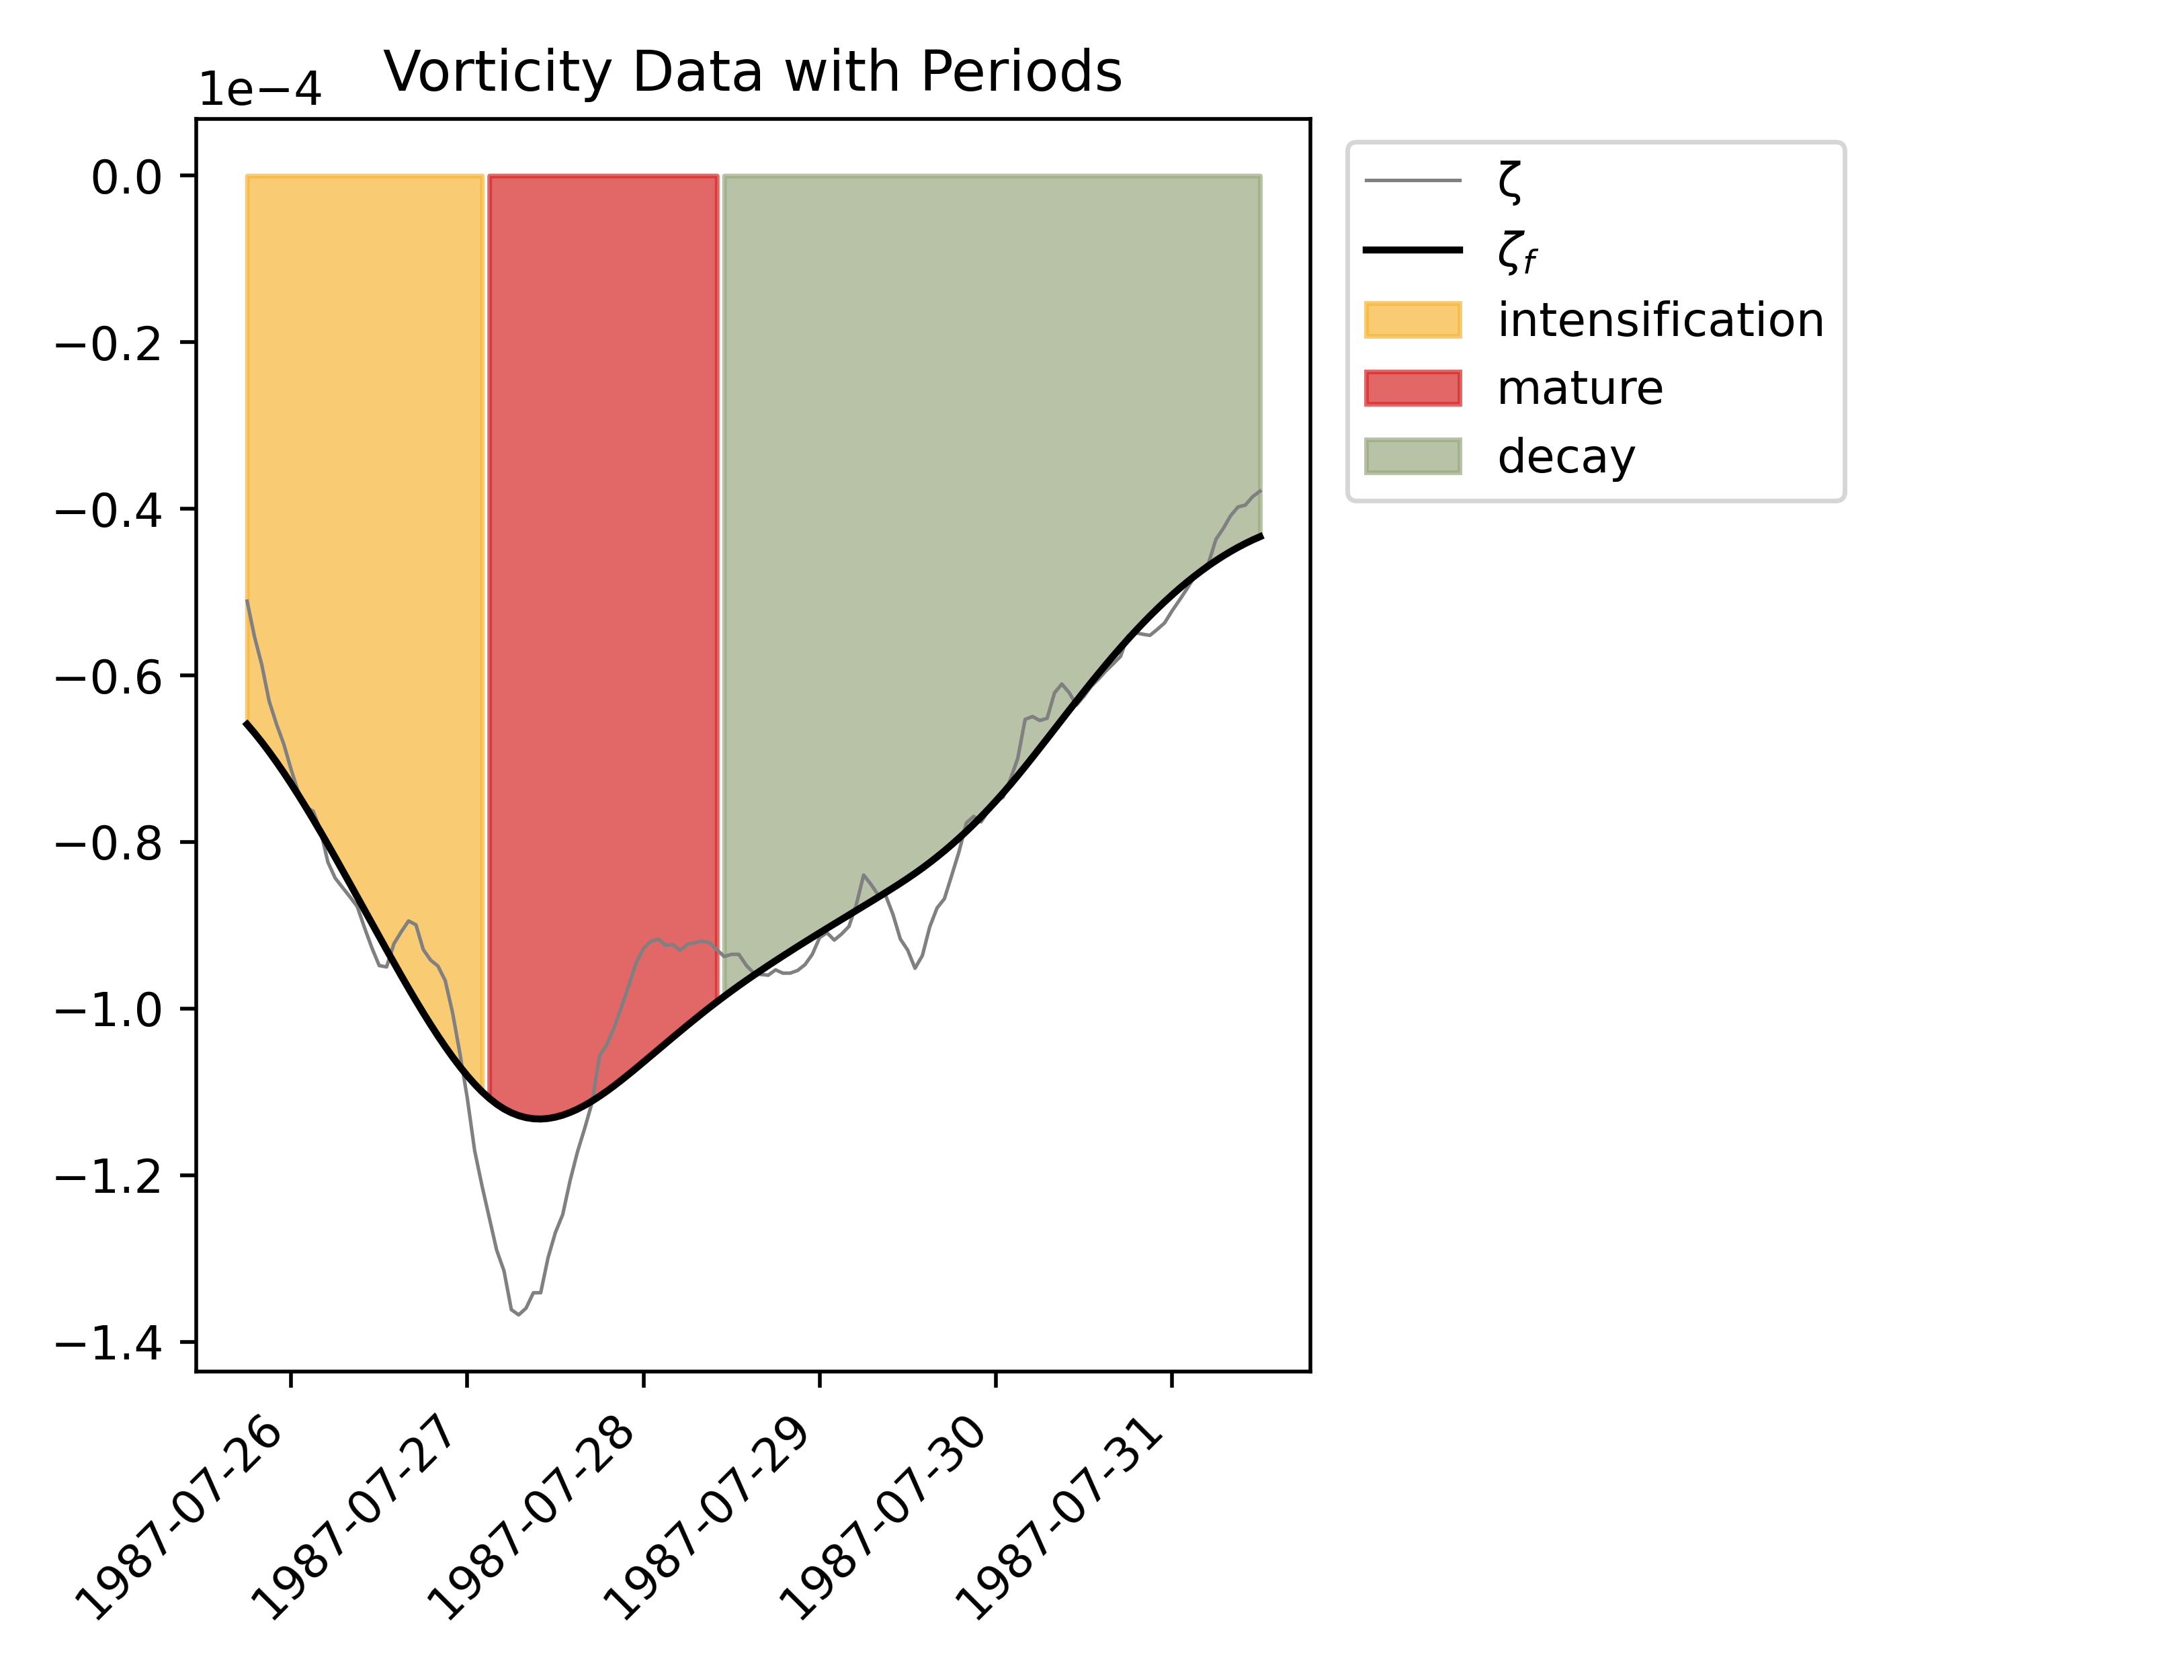 Vorticity Data with Periods
1e−4
0.0
−0.2
−0.4
−0.6
−0.8
−1.0
−1.2
−1.4
1987-07-26
1987-07-27
1987-07-28
1987-07-29
1987-07-30
1987-07-31
ζ
ζf
intensification
mature
decay